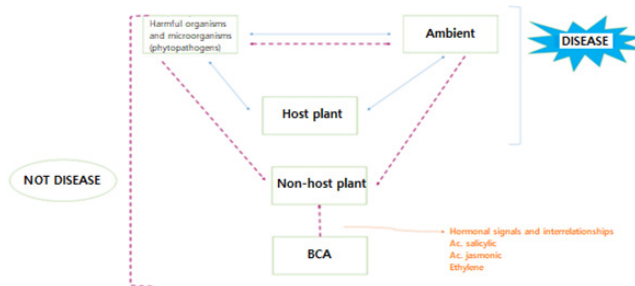 Harmful organisms
and microorganisms
(phytopathogens)
Ambient
DISEASE
Host plant
NOT DISEASE
Non-host plant
BCA
Hormonal signals and interrelationships
Ac. salicylic
Ac. jasmonic
Ethylene